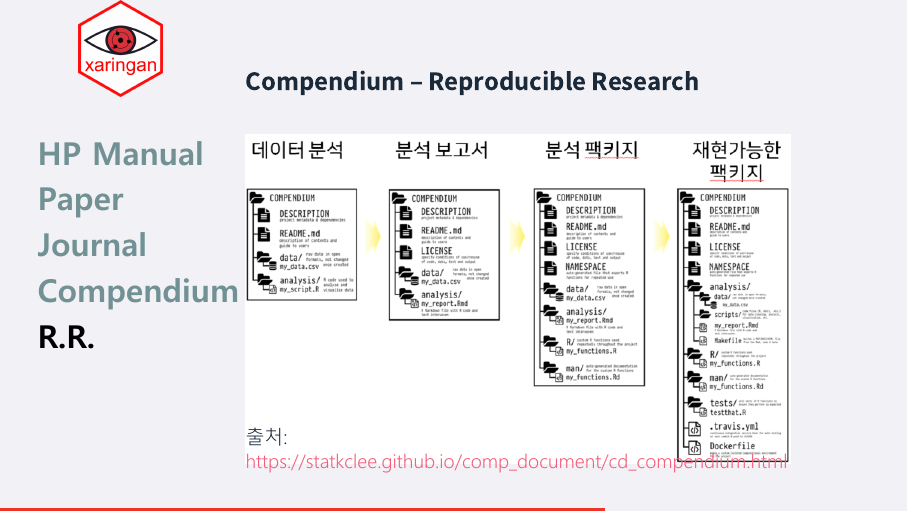 xaringan
Compendium – Reproducible Research
HP Manual
Paper
Journal
Compendium
R.R.
데이터 분석
COMPENDIUM
DESCRIPTION
project metadata & dependencies
README.md
description of contents and
guide to users
data/
raw data in open
formats, not changed
once created
my_data.csv
analysis/
R code used to
analyse and
visualise data
my_script.R
분석 보고서
COMPENDIUM
DESCRIPTION
project metadata & dependencies
README.md
description of contents and
guide to users
LICENSE
specify conditions of use/reuse
of code, data, text and output
data/
raw data in open
formats, not changed
once created
my_data.csv
analysis/
my_report.Rmd
R Markdown file with R code and
text interwoven
분석 팩키지
COMPENDIUM
DESCRIPTION
project metadata & dependencies
README.md
description of contents and
guide to users
LICENSE
specify conditions of use/reuse
of code, data, text and output
NAMESPACE
auto-generated file that exports R
functions for repeated use
data/
raw data in open
formats, not changed
once created
my_data.csv
analysis/
my_report.Rmd
R Markdown file with R code and
text interwoven
R/
custom R functions used
repeatedly throughout the project
my_functions.R
man/
auto-generated documentation
for the custom R functions
my_functions.Rd
재현가능한
팩키지
COMPENDIUM
DESCRIPTION
project metadata & dependencies
README.md
description of contents and
guide to users
LICENSE
NAMESPACE
analysis/
data/
my_data.csv
scripts/
my_report.Rmd
Makefile
R/
my_functions.R
man/
my_functions.Rd
tests/
testthat.R
.travis.yml
Dockerfile
출처:
https://statkclee.github.io/comp_document/cd_compendium.html